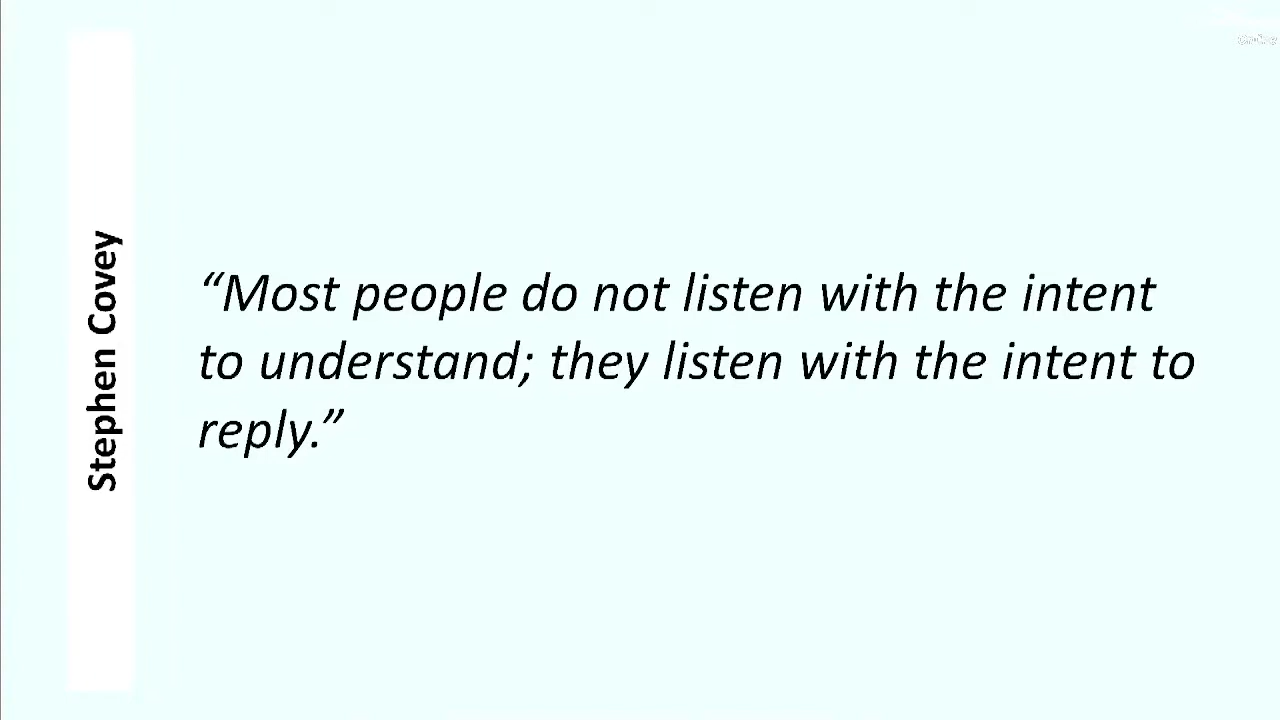 Stephen Covey
“Most people do not listen with the intent
to understand; they listen with the intent to
reply.”